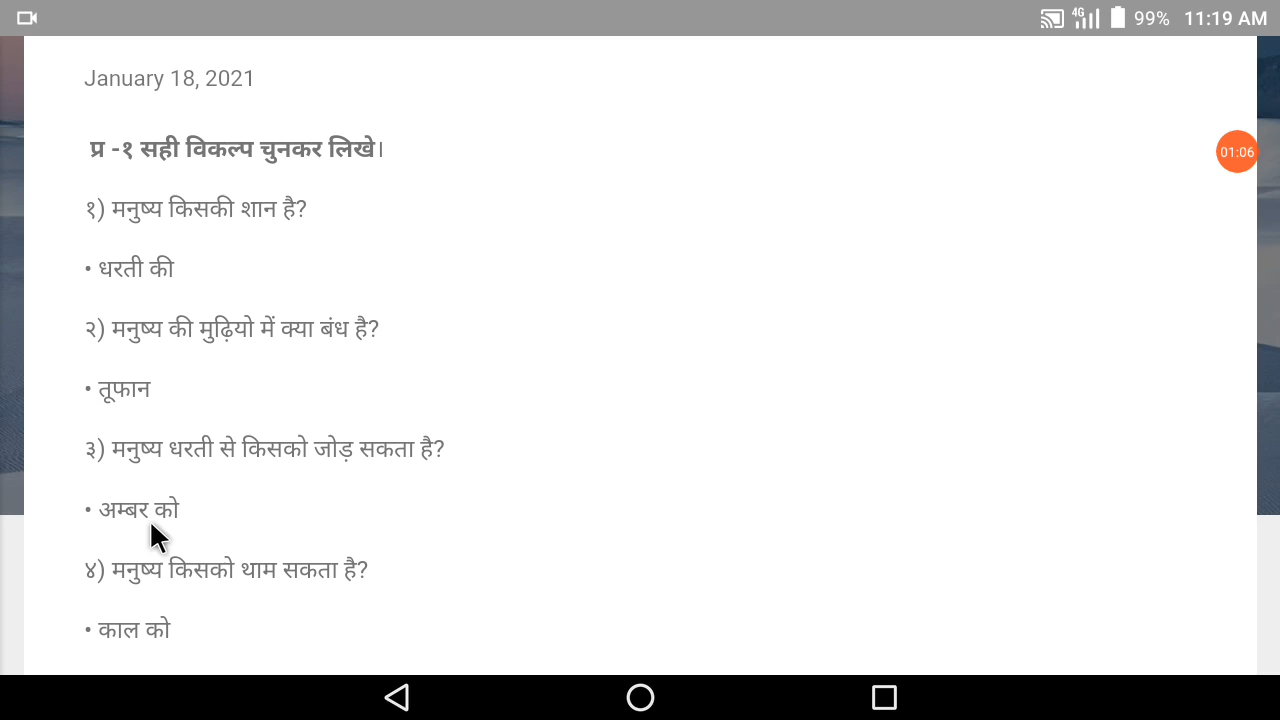 4G 99% 11:19 AM
January 18, 2021
प्र -१ सही विकल्प चुनकर लिखे।
01:06
१) मनुष्य किसकी शान है?
• धरती की
२) मनुष्य की मुढ़ियो में क्या बंध है?
• तूफान
३) मनुष्य धरती से किसको जोड़ सकता है?
• अम्बर को
४) मनुष्य किसको थाम सकता है?
• काल को